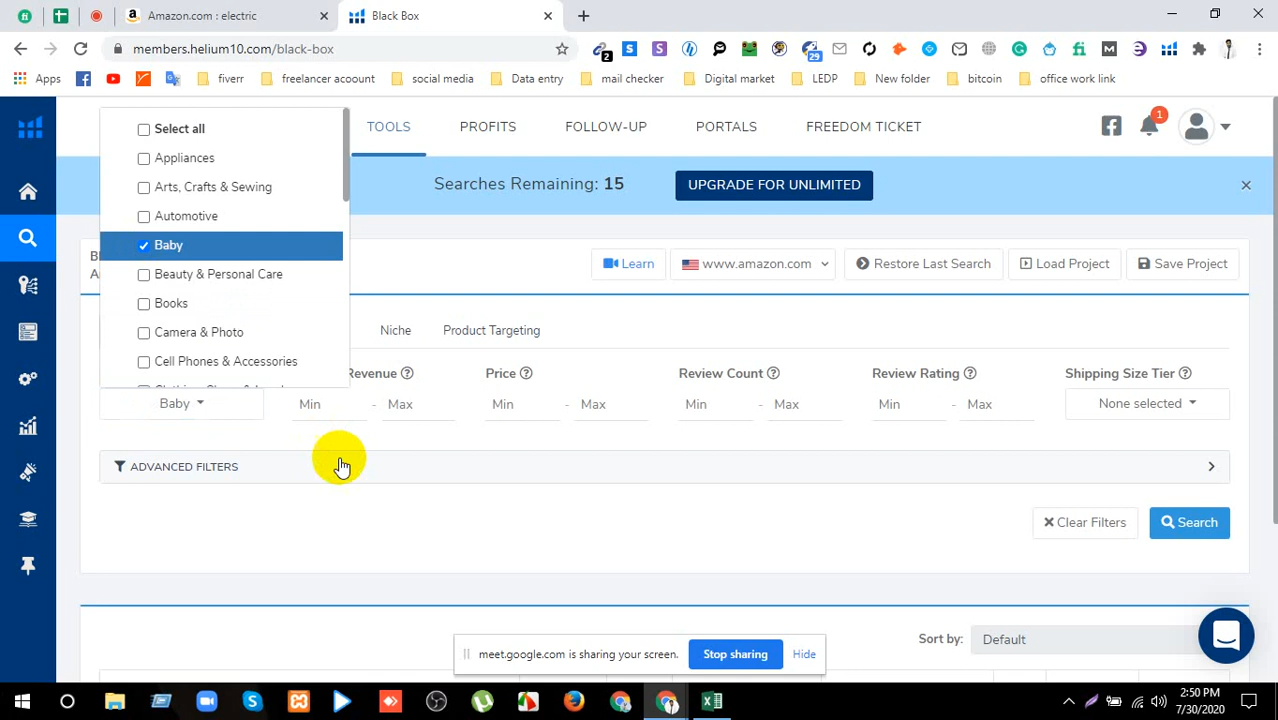 Amazon.com : electric
Black Box
members.helium10.com/black-box
2
29
Apps
freelancer acaount
social media
Data entry
mail checker
Digital market
LEDP
New folder
bitcoin
office work link
TOOLS
PROFITS
FOLLOW-UP
PORTALS
FREEDOM TICKET
1
Searches Remaining: 15
UPGRADE FOR UNLIMITED
Select all
Appliances
Arts, Crafts & Sewing
Automotive
Baby
Beauty & Personal Care
Books
Camera & Photo
Cell Phones & Accessories
Learn
www.amazon.com
Restore Last Search
Load Project
Save Project
Niche
Product Targeting
Revenue
Price
Review Count
Review Rating
Shipping Size Tier
Baby
Min - Max
Min - Max
Min - Max
Min - Max
None selected
ADVANCED FILTERS
Clear Filters
Search
Sort by:
Default
meet.google.com is sharing your screen.
Stop sharing
Hide
2:50 PM
7/30/2020